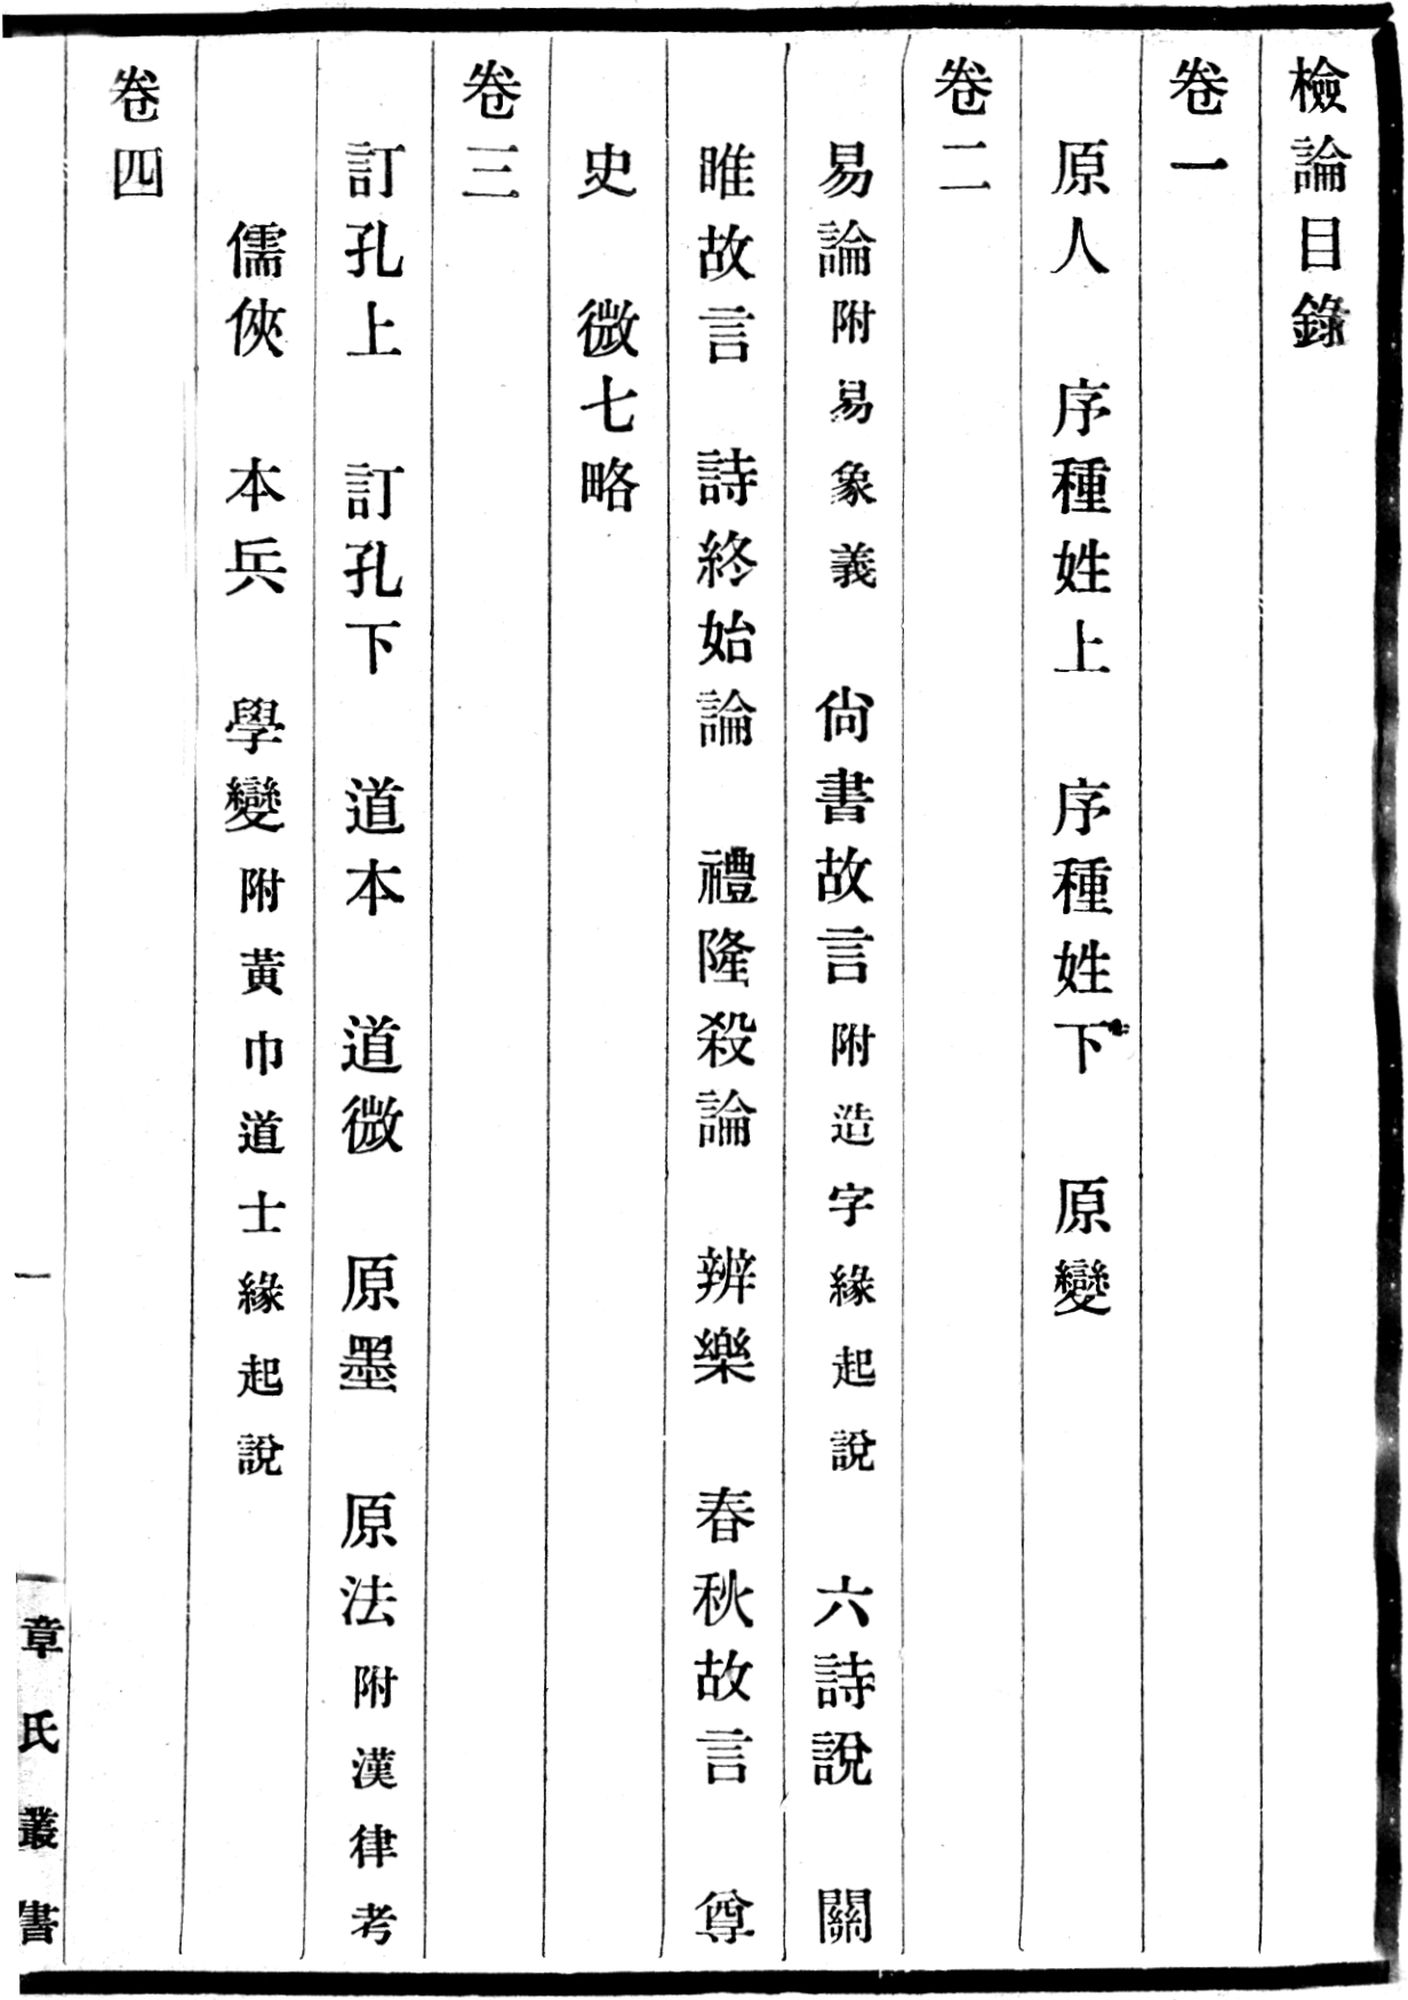 檢論目錄
卷一
原人　序種姓上　序種姓下　原變
卷二
易論附易象義　尙書故言附造字緣起說　六詩說　關
雎故言　詩終始論　禮隆殺論　辨樂　春秋故言　尊
史　微七略
卷三
訂孔上　訂孔下　道本　道微　原墨　原法附漢律考
儒俠　本兵　學變附黃巾道士緣起說
卷四
一
章氏叢書